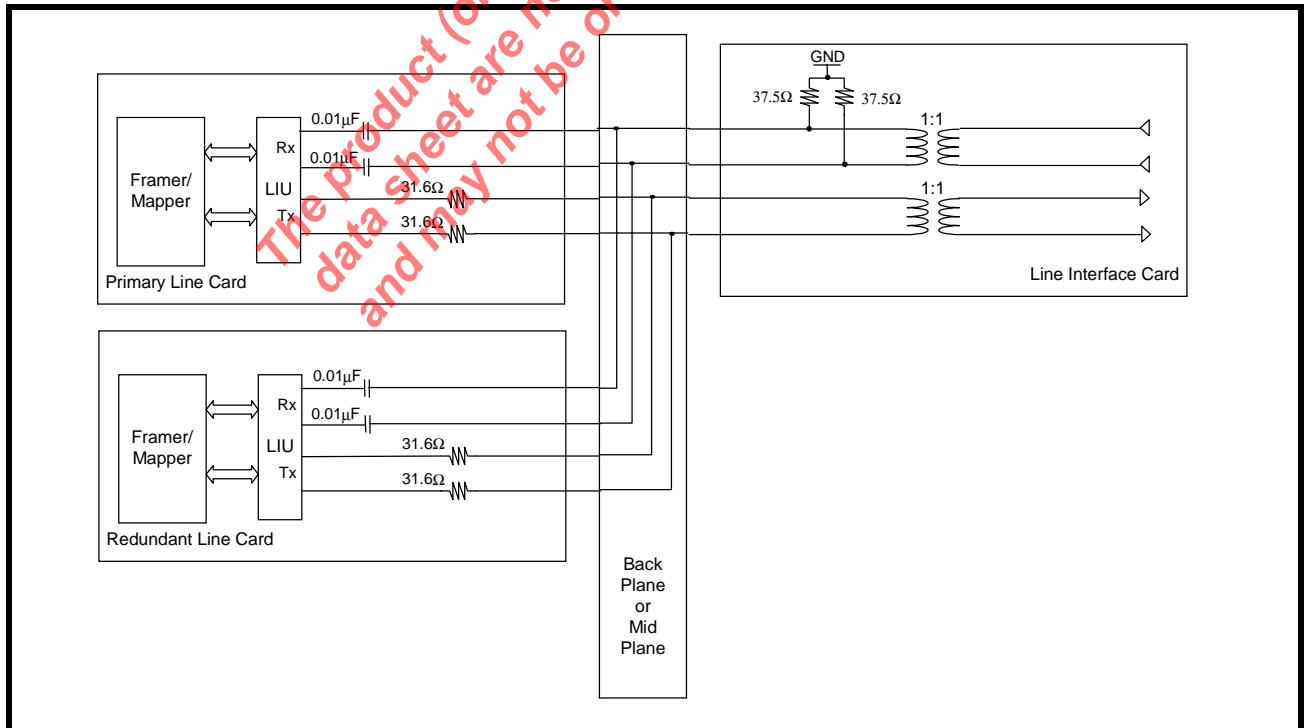 The product (or
data sheet are no
and may not be or
GND
37.5Ω
37.5Ω
1:1
1:1
Line Interface Card
0.01µF
0.01µF
31.6Ω
31.6Ω
Rx
LIU
Tx
Framer/
Mapper
Primary Line Card
0.01µF
0.01µF
31.6Ω
31.6Ω
Rx
LIU
Tx
Framer/
Mapper
Redundant Line Card
Back
Plane
or
Mid
Plane